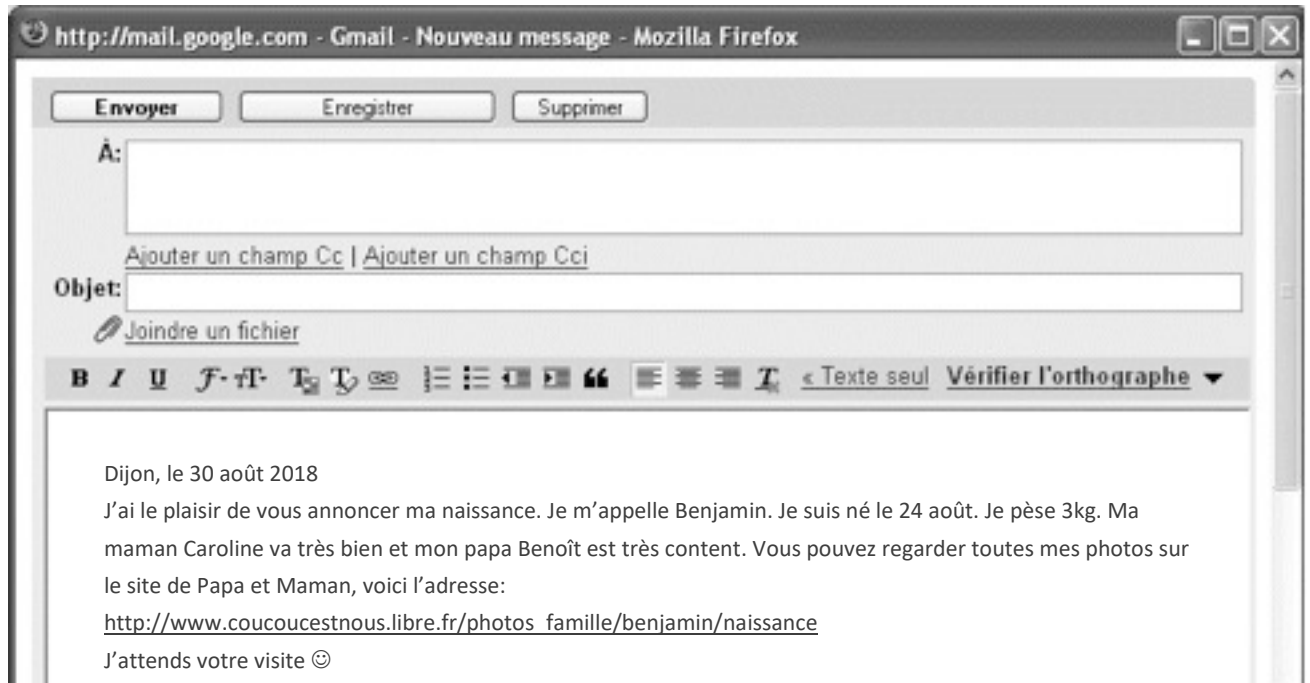 http://mail.google.com - Gmail - Nouveau message - Mozilla Firefox
Envoyer Enregistrer Supprimer
À:
Ajouter un champ Cc | Ajouter un champ Cci
Objet:
Joindre un fichier
B I U F T T T T « Texte seul Vérifier l'orthographe
Dijon, le 30 août 2018
J’ai le plaisir de vous annoncer ma naissance. Je m’appelle Benjamin. Je suis né le 24 août. Je pèse 3kg. Ma
maman Caroline va très bien et mon papa Benoît est très content. Vous pouvez regarder toutes mes photos sur
le site de Papa et Maman, voici l’adresse:
http://www.coucoucestnous.libre.fr/photos_famille/benjamin/naissance
J’attends votre visite ☺